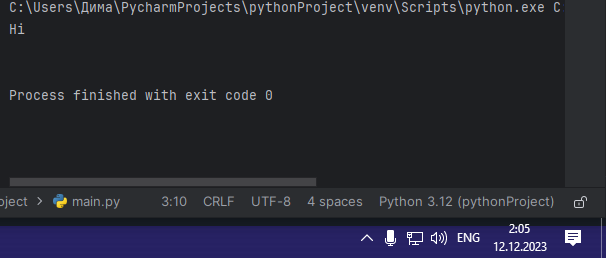 C:\Users\Дима\PycharmProjects\pythonProject\venv\Scripts\python.exe C
Hi
Process finished with exit code 0
oject > main.py 3:10 CRLF UTF-8 4 spaces Python 3.12 (pythonProject)
ENG 2:05
12.12.2023